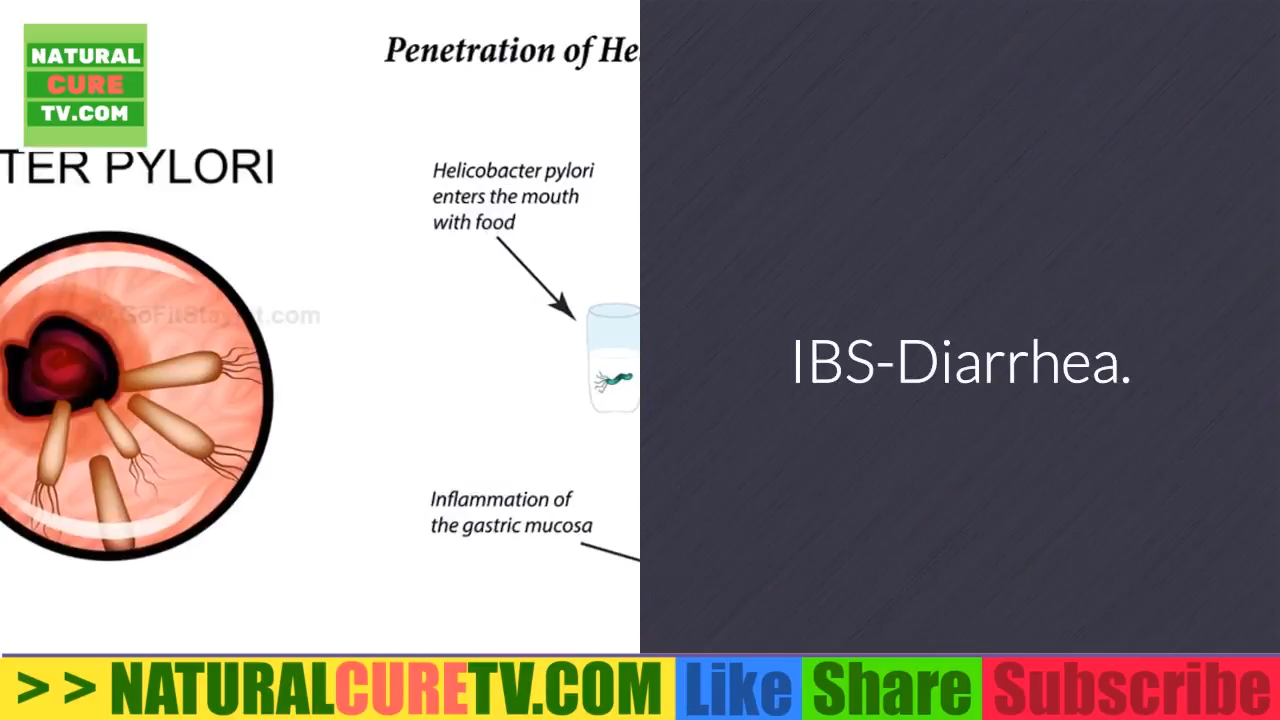 NATURAL
CURE
TV.COM
Penetration of He
TER PYLORI
Helicobacter pylori
enters the mouth
with food
IBS-Diarrhea.
Inflammation of
the gastric mucosa
> > NATURALCURETV.COM Like Share Subscribe